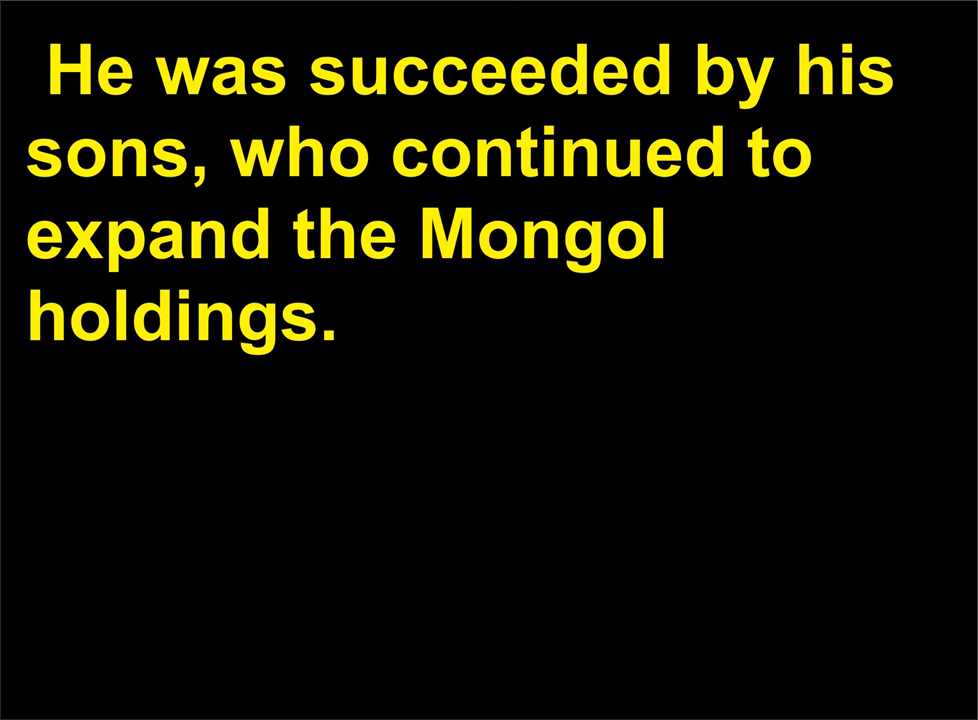 He was succeeded by his
sons, who continued to
expand the Mongol
holdings.